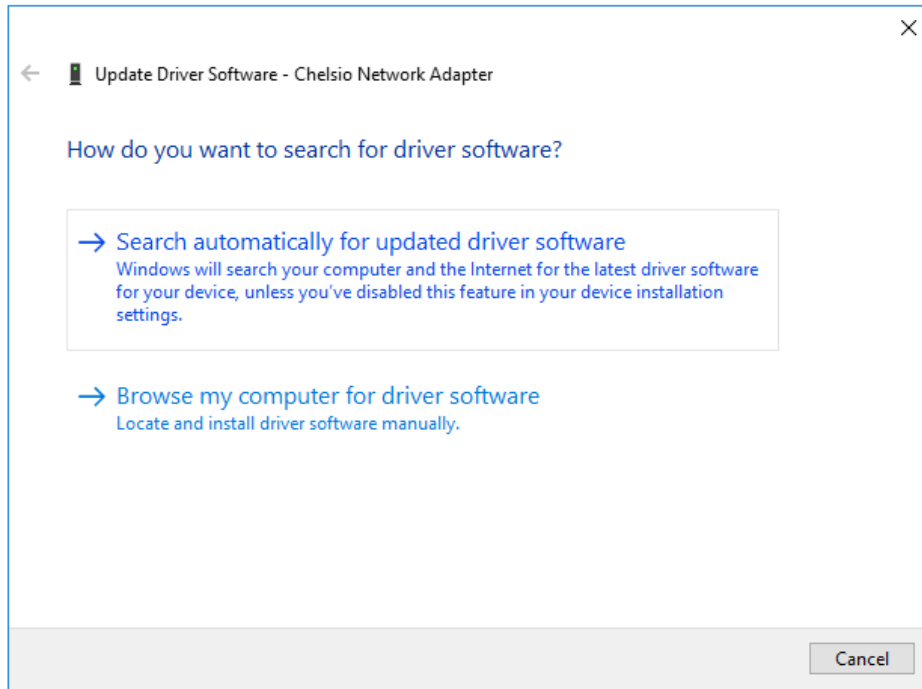 Update Driver Software - Chelsio Network Adapter
How do you want to search for driver software?
Search automatically for updated driver software
Windows will search your computer and the Internet for the latest driver software
for your device, unless you've disabled this feature in your device installation
settings.
Browse my computer for driver software
Locate and install driver software manually.
Cancel